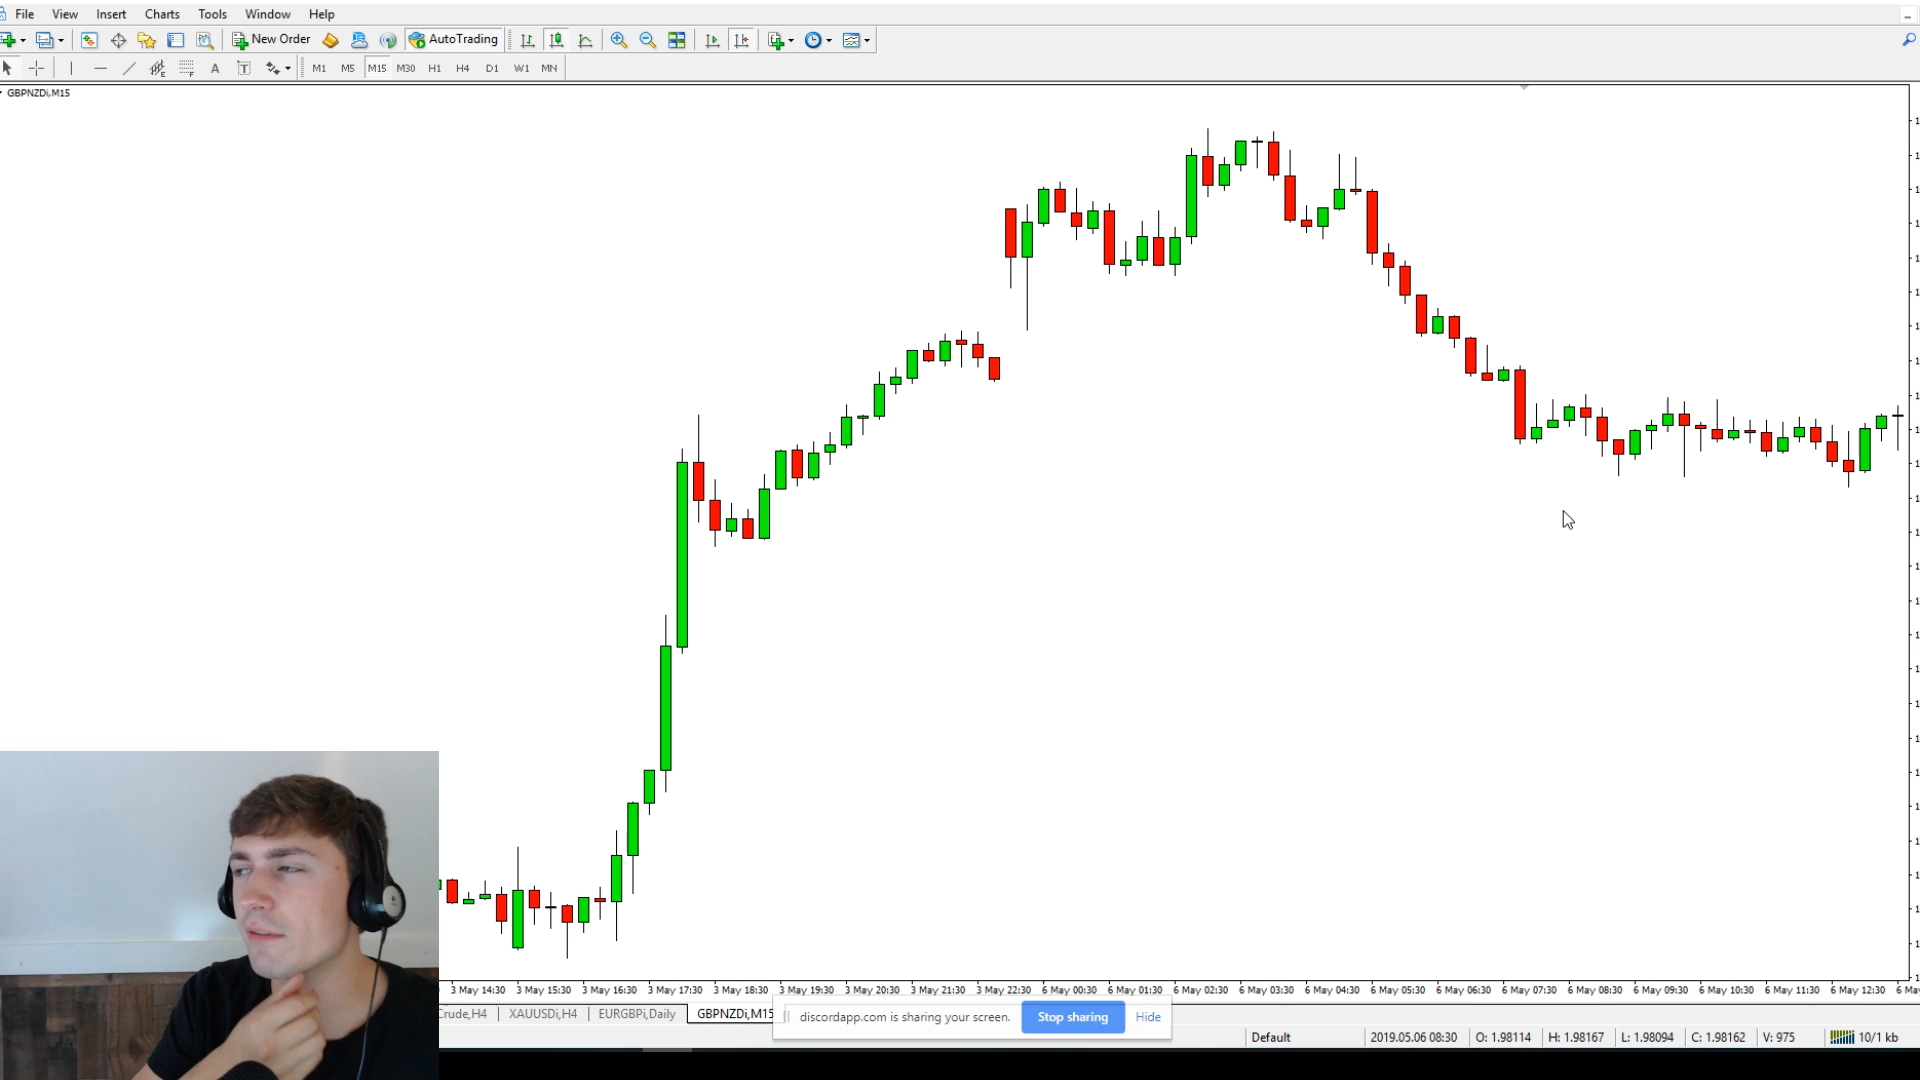 File View Insert Charts Tools Window Help
New Order AutoTrading
A T M1 M5 M15 M30 H1 H4 D1 W1 MN
GBPNZDi,M15
3 May 14:30 3 May 15:30 3 May 16:30 3 May 17:30 3 May 18:30 3 May 19:30 3 May 20:30 3 May 21:30 3 May 22:30 6 May 00:30 6 May 01:30 6 May 02:30 6 May 03:30 6 May 04:30 6 May 05:30 6 May 06:30 6 May 07:30 6 May 08:30 6 May 09:30 6 May 10:30 6 May 11:30 6 May 12:30
Crude,H4 XAUUSDi,H4 EURGBPi,Daily GBPNZDi,M15
discordapp.com is sharing your screen. Stop sharing Hide
Default 2019.05.06 08:30 O: 1.98114 H: 1.98167 L: 1.98094 C: 1.98162 V: 975 10/1 kb